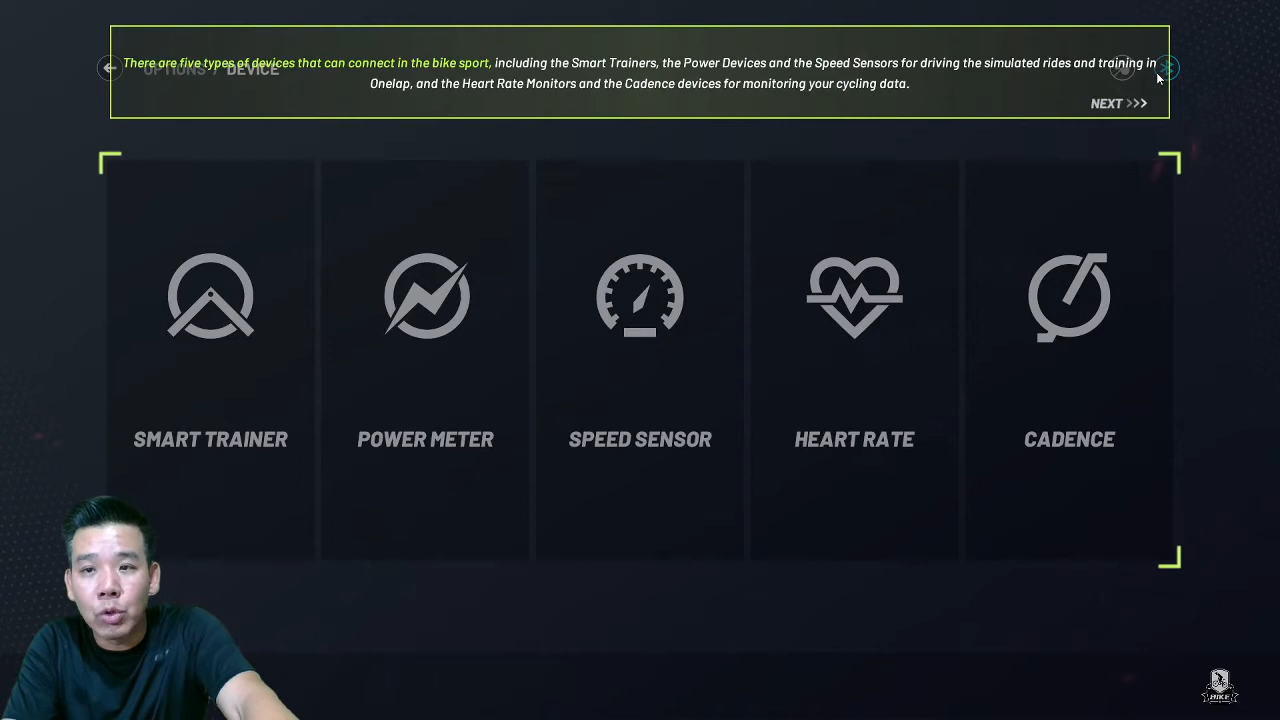 There are five types of devices that can connect in the bike sport, including the Smart Trainers, the Power Devices and the Speed Sensors for driving the simulated rides and training in
OPTIONS / DEVICE
Onelap, and the Heart Rate Monitors and the Cadence devices for monitoring your cycling data.
NEXT >>>
SMART TRAINER
POWER METER
SPEED SENSOR
HEART RATE
CADENCE
BIKE